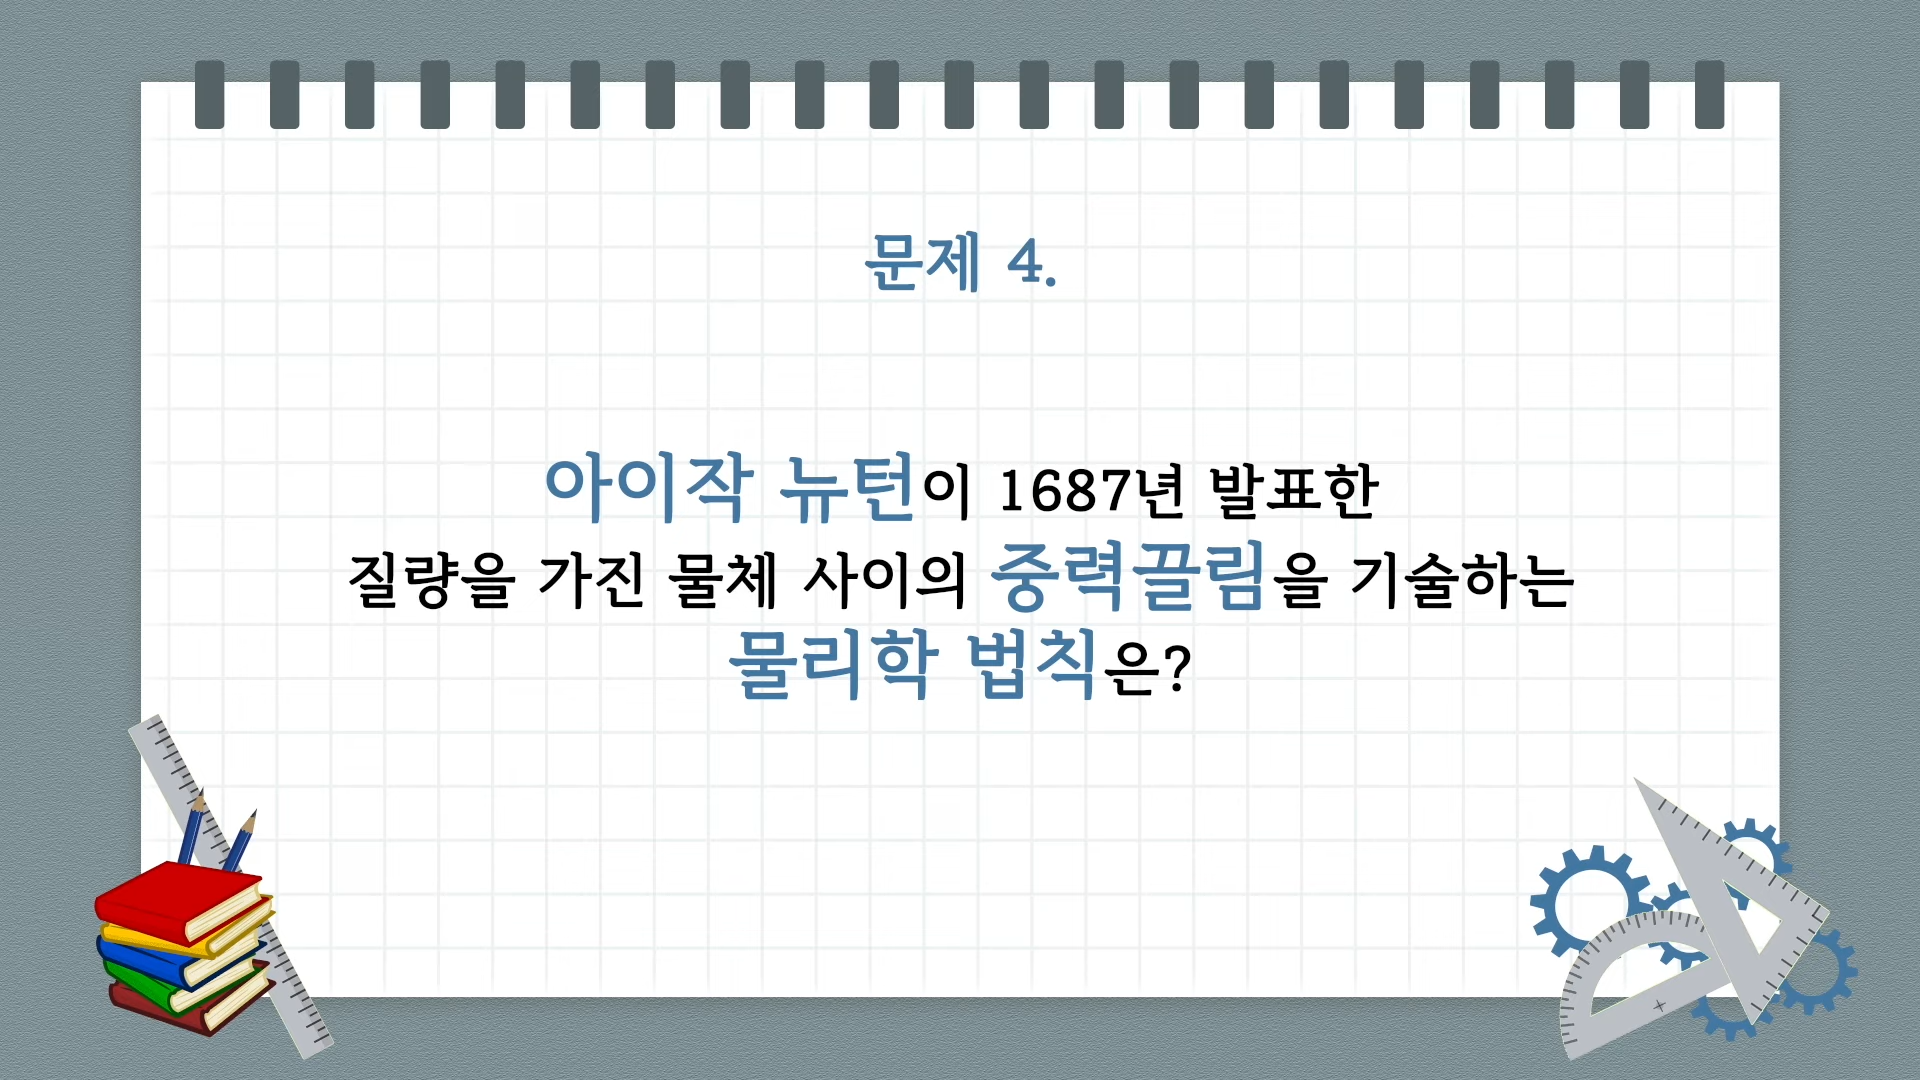 문제 4.
아이작 뉴턴이 1687년 발표한
질량을 가진 물체 사이의 중력끌림을 기술하는
물리학 법칙은?